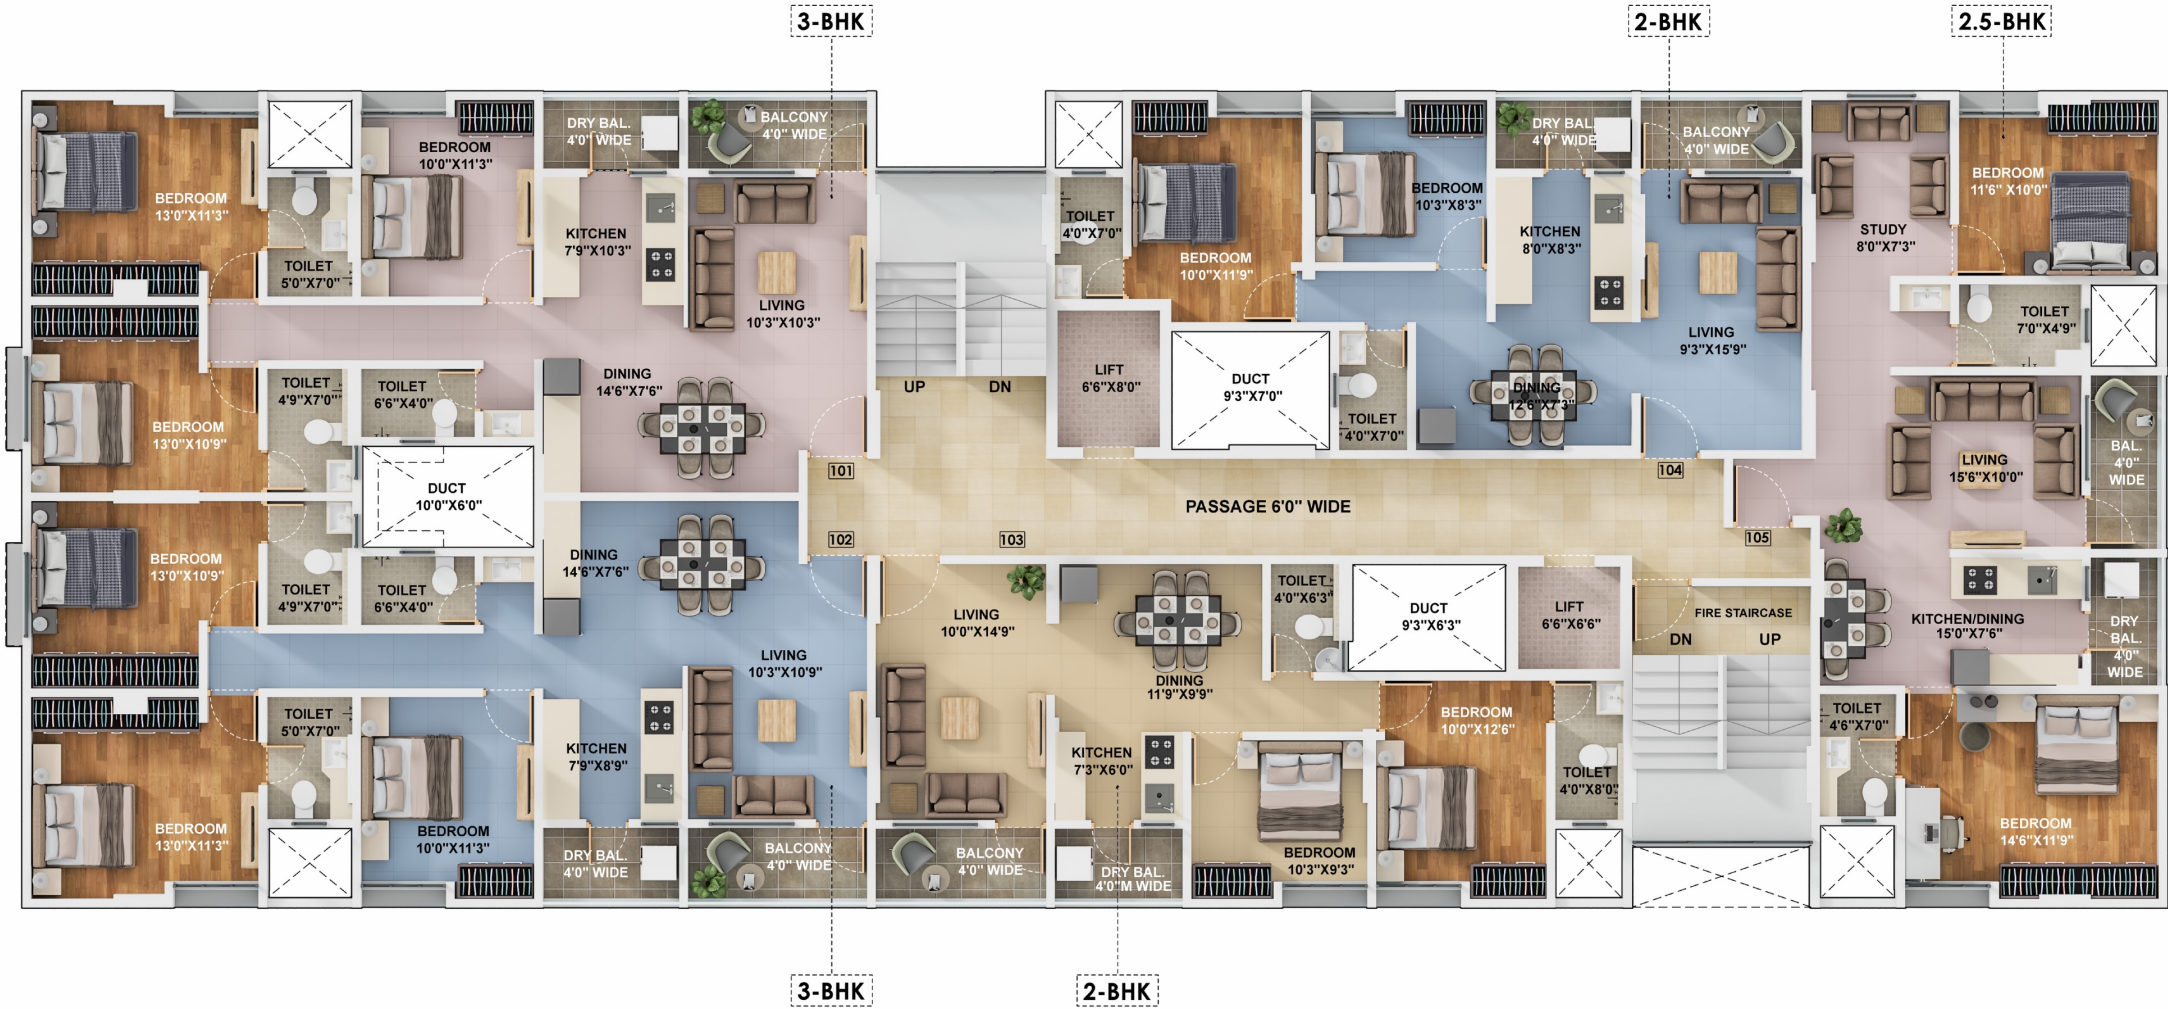 3-BHK
2-BHK
2.5-BHK
BEDROOM
13'0"X11'3"
TOILET
5'0"X7'0"
BEDROOM
10'0"X11'3"
DRY BAL.
4'0" WIDE
BALCONY
4'0" WIDE
KITCHEN
7'9"X10'3"
LIVING
10'3"X10'3"
DINING
14'6"X7'6"
BEDROOM
13'0"X10'9"
TOILET
4'9"X7'0"
TOILET
6'6"X4'0"
DUCT
10'0"X6'0"
UP
DN
101
TOILET
4'0"X7'0"
BEDROOM
10'0"X11'9"
BEDROOM
10'3"X8'3"
DRY BAL.
4'0" WIDE
BALCONY
4'0" WIDE
KITCHEN
8'0"X8'3"
LIVING
9'3"X15'9"
LIFT
6'6"X8'0"
DUCT
9'3"X7'0"
TOILET
4'0"X7'0"
DINING
12'6"X7'3"
104
STUDY
8'0"X7'3"
BEDROOM
11'6" X10'0"
TOILET
7'0"X4'9"
LIVING
15'6"X10'0"
BAL.
4'0"
WIDE
PASSAGE 6'0" WIDE
102
103
105
BEDROOM
13'0"X10'9"
TOILET
4'9"X7'0"
TOILET
6'6"X4'0"
DINING
14'6"X7'6"
LIVING
10'3"X10'9"
BEDROOM
13'0"X11'3"
TOILET
5'0"X7'0"
BEDROOM
10'0"X11'3"
KITCHEN
7'9"X8'9"
DRY BAL.
4'0" WIDE
BALCONY
4'0" WIDE
LIVING
10'0"X14'9"
DINING
11'9"X9'9"
TOILET
4'0"X6'3"
DUCT
9'3"X6'3"
LIFT
6'6"X6'6"
KITCHEN
7'3"X6'0"
BALCONY
4'0" WIDE
DRY BAL.
4'0"M WIDE
BEDROOM
10'3"X9'3"
BEDROOM
10'0"X12'6"
TOILET
4'0"X8'0"
FIRE STAIRCASE
DN
UP
KITCHEN/DINING
15'0"X7'6"
DRY
BAL.
4'0"
WIDE
TOILET
4'6"X7'0"
BEDROOM
14'6"X11'9"
3-BHK
2-BHK